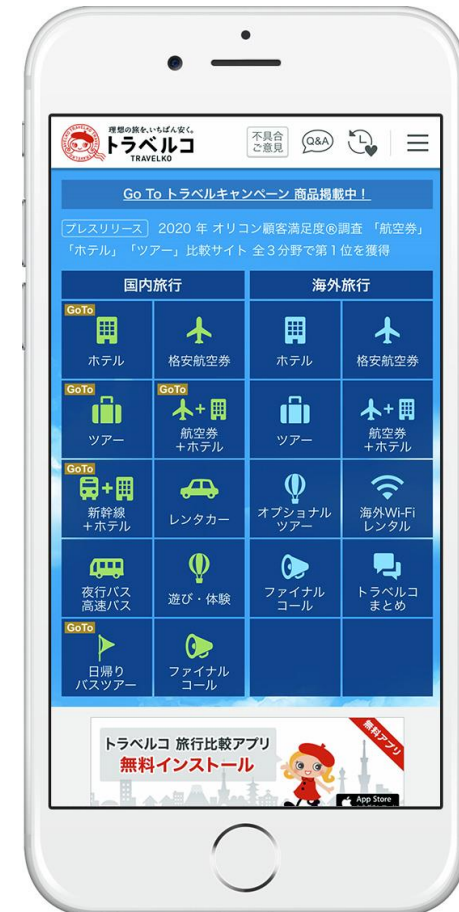 理想の旅を、いちばん安く。
トラベルコ
TRAVELKO
不具合
ご意見
Q&A
Go To トラベルキャンペーン 商品掲載中！
プレスリリース 2020 年 オリコン顧客満足度®調査 「航空券」
「ホテル」「ツアー」比較サイト 全３分野で第１位を獲得
国内旅行
海外旅行
GoTo
ホテル
格安航空券
ホテル
格安航空券
GoTo
ツアー
GoTo
航空券
+ホテル
ツアー
航空券
+ホテル
GoTo
新幹線
+ホテル
レンタカー
オプショナル
ツアー
海外Wi-Fi
レンタル
夜行バス
高速バス
遊び・体験
ファイナル
コール
トラベルコ
まとめ
GoTo
日帰り
バスツアー
ファイナル
コール
トラベルコ 旅行比較アプリ
無料インストール
無料アプリ
App Store